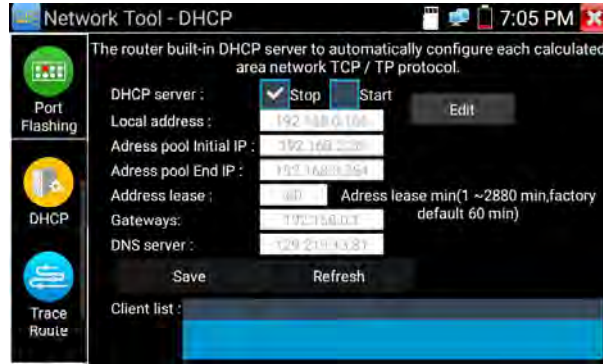 Network Tool - DHCP
7:05 PM
The router built-in DHCP server to automatically configure each calculated
area network TCP / TP protocol.
DHCP server :
Stop
Start
Edit
Local address :
Adress pool Initial IP :
Adress pool End IP :
Address lease :
Adress lease min(1 ~2880 min,factory
default 60 min)
Gateways:
DNS server :
Save
Refresh
Client list :
Port
Flashing
DHCP
Trace
Route